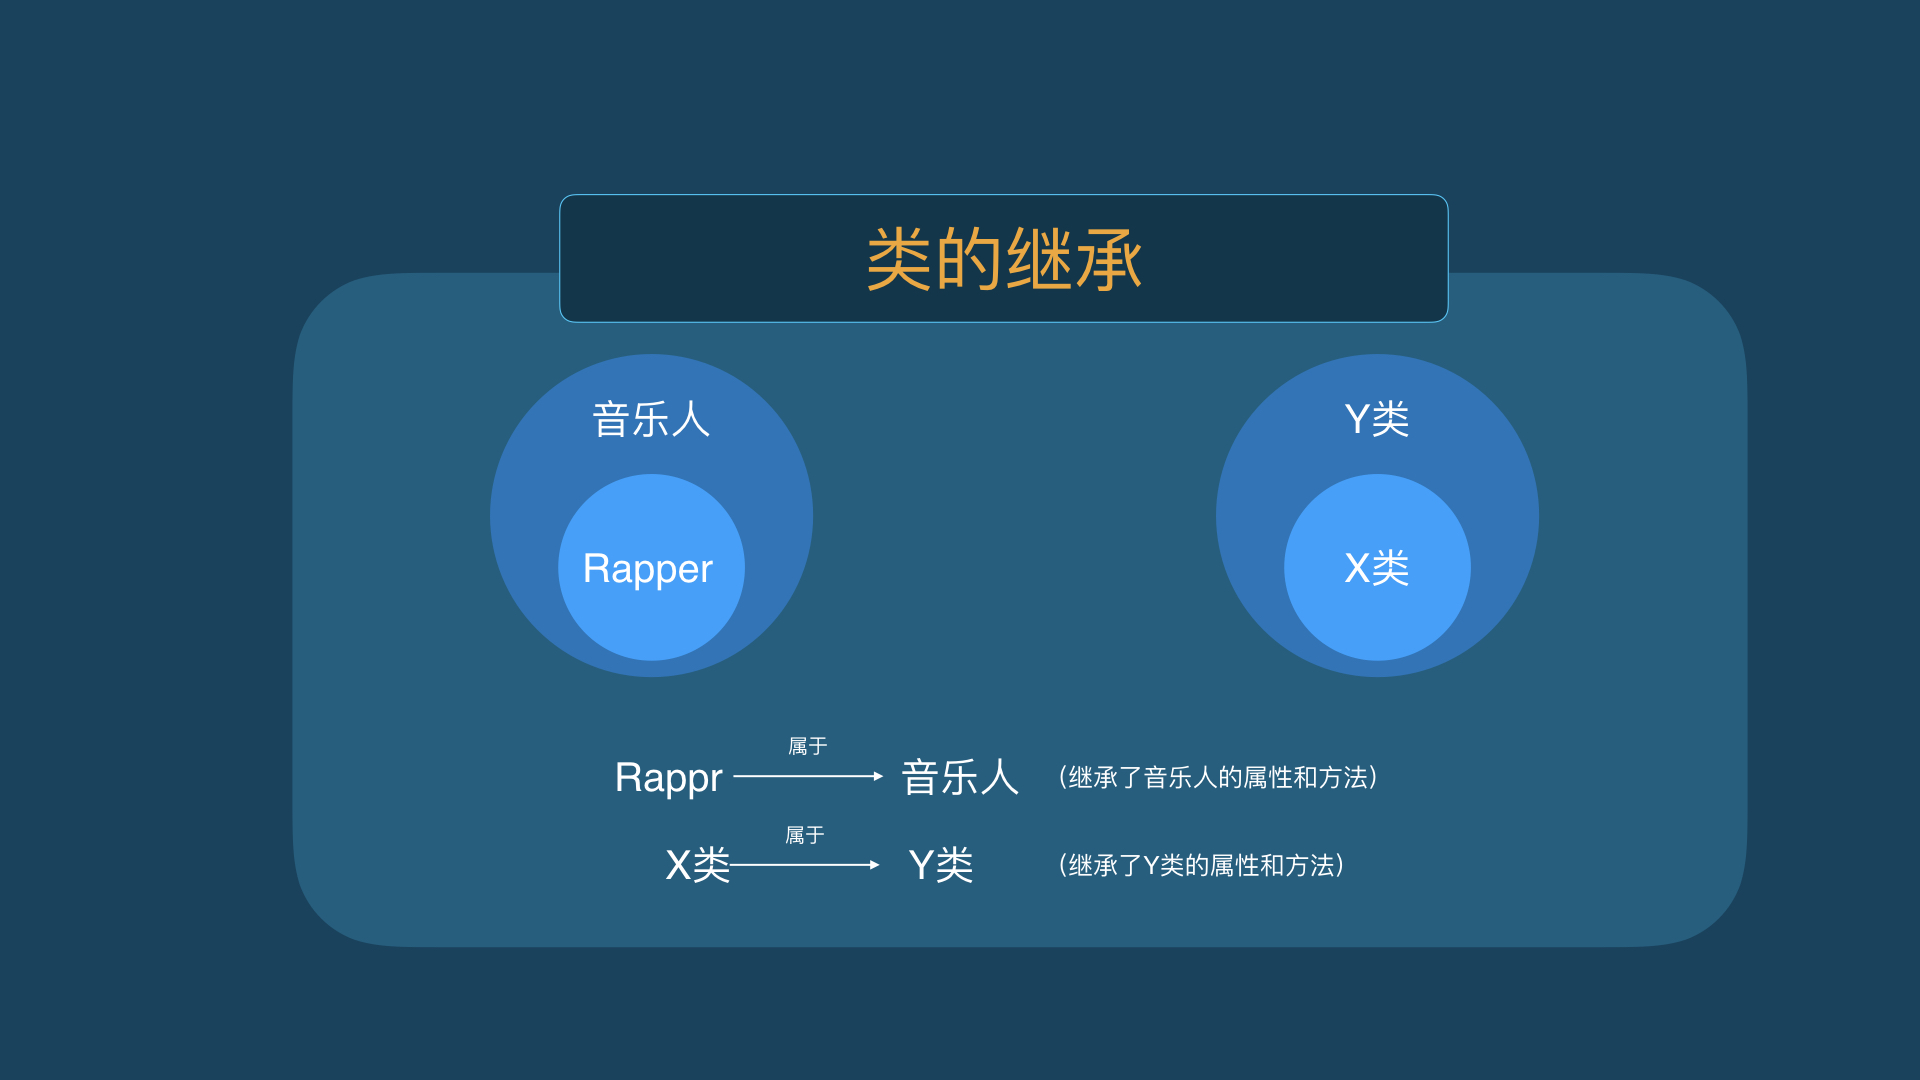 类的继承
音乐人
Y类
Rapper
X类
属于
Rappr
音乐人
（继承了音乐人的属性和方法）
属于
X类
Y类
（继承了Y类的属性和方法）